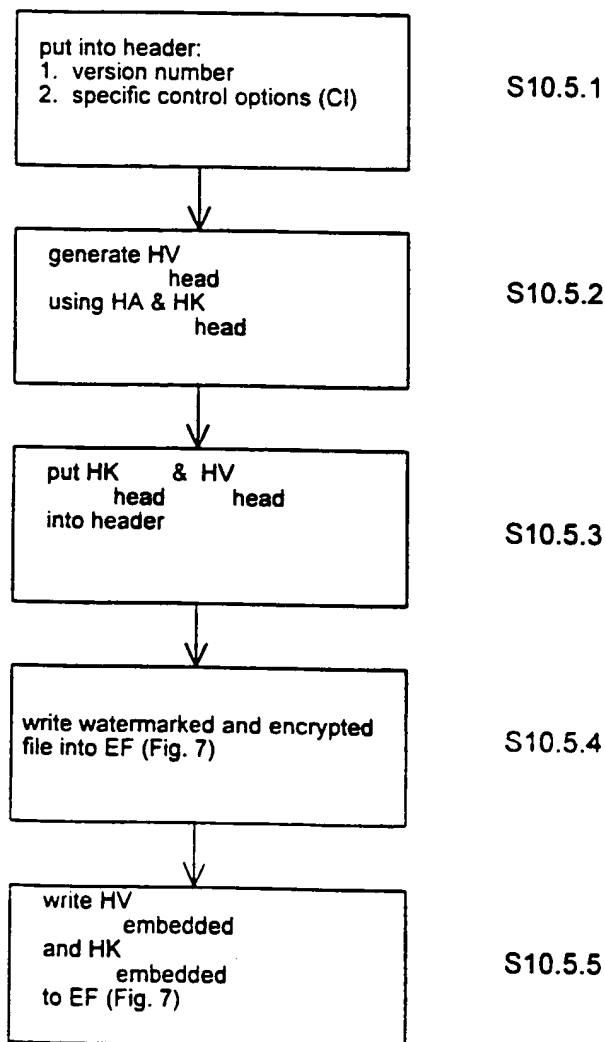 put into header:
1. version number
2. specific control options (CI)
S10.5.1
generate HV
head
using HA & HK
head
S10.5.2
put HK & HV
head head
into header
S10.5.3
write watermarked and encrypted
file into EF (Fig. 7)
S10.5.4
write HV
embedded
and HK
embedded
to EF (Fig. 7)
S10.5.5